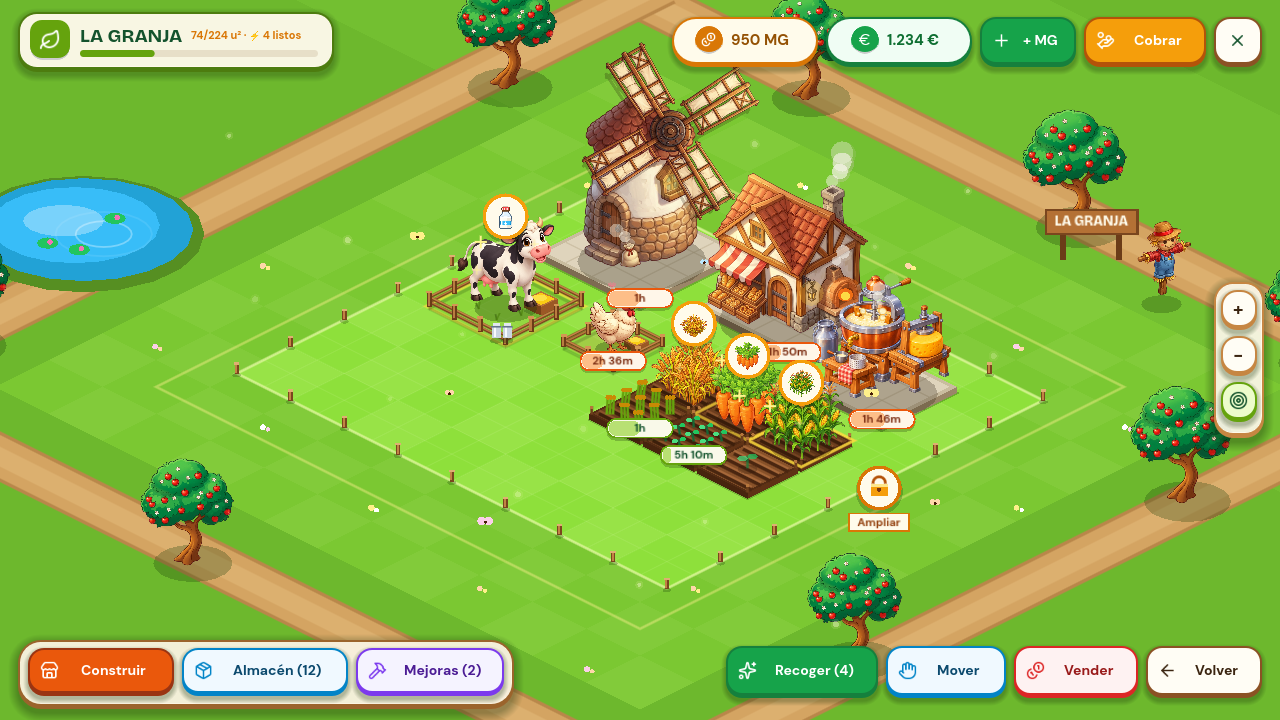 LA GRANJA
74/224 u² · ⚡ 4 listos
950 MG
€ 1.234 €
+ MG
Cobrar
LA GRANJA
1h
2h 36m
1h 50m
1h
1h 46m
5h 10m
Ampliar
Construir
Almacén (12)
Mejoras (2)
Recoger (4)
Mover
Vender
Volver